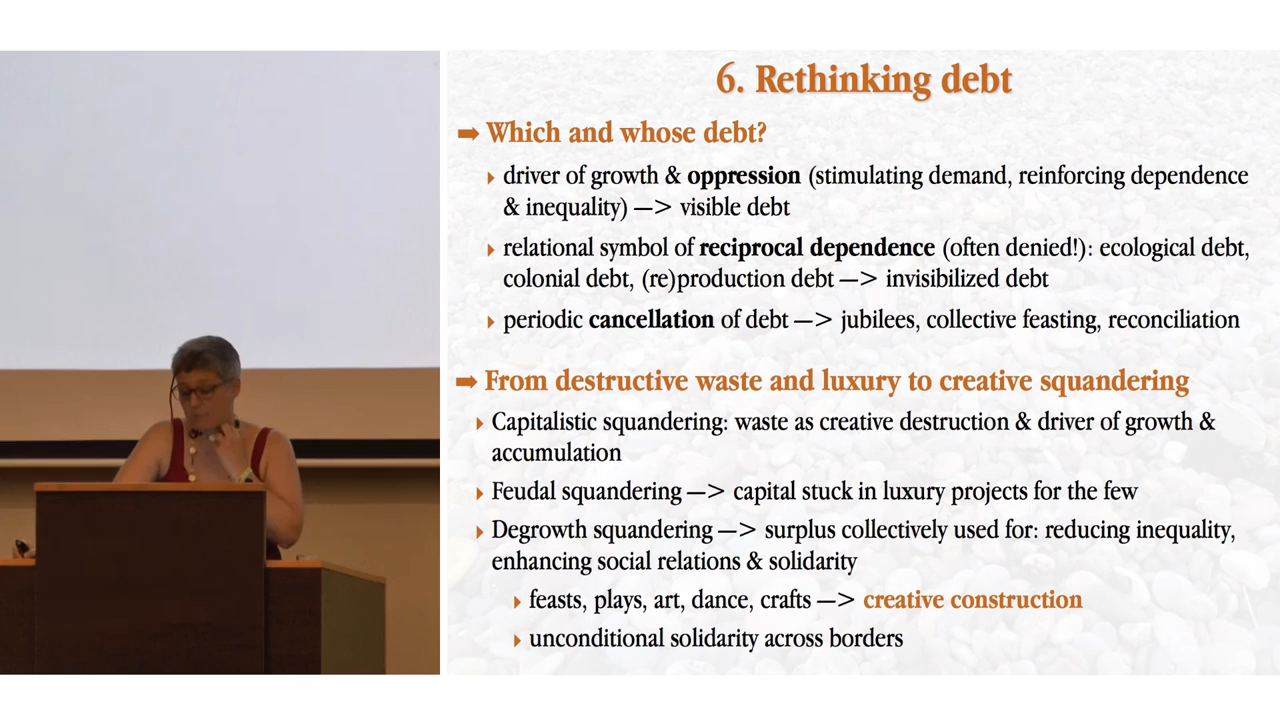 6. Rethinking debt
➡ Which and whose debt?
driver of growth & oppression (stimulating demand, reinforcing dependence
& inequality) —> visible debt
relational symbol of reciprocal dependence (often denied!): ecological debt,
colonial debt, (re)production debt —> invisibilized debt
periodic cancellation of debt —> jubilees, collective feasting, reconciliation
➡ From destructive waste and luxury to creative squandering
Capitalistic squandering: waste as creative destruction & driver of growth &
accumulation
Feudal squandering —> capital stuck in luxury projects for the few
Degrowth squandering —> surplus collectively used for: reducing inequality,
enhancing social relations & solidarity
feasts, plays, art, dance, crafts —> creative construction
unconditional solidarity across borders